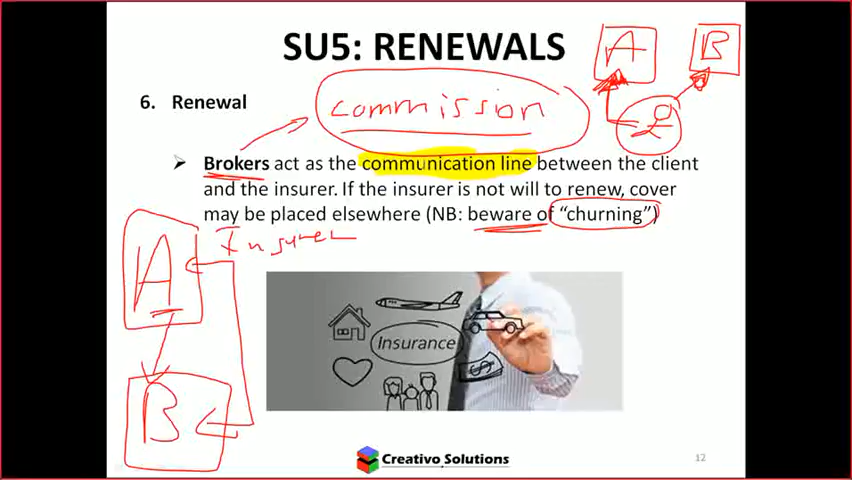 SU5: RENEWALS
A
B
6. Renewal
commission
£
➢ Brokers act as the communication line between the client
and the insurer. If the insurer is not will to renew, cover
may be placed elsewhere (NB: beware of “churning”)
Insurer
A
B
Insurance
$
Creativo Solutions
12